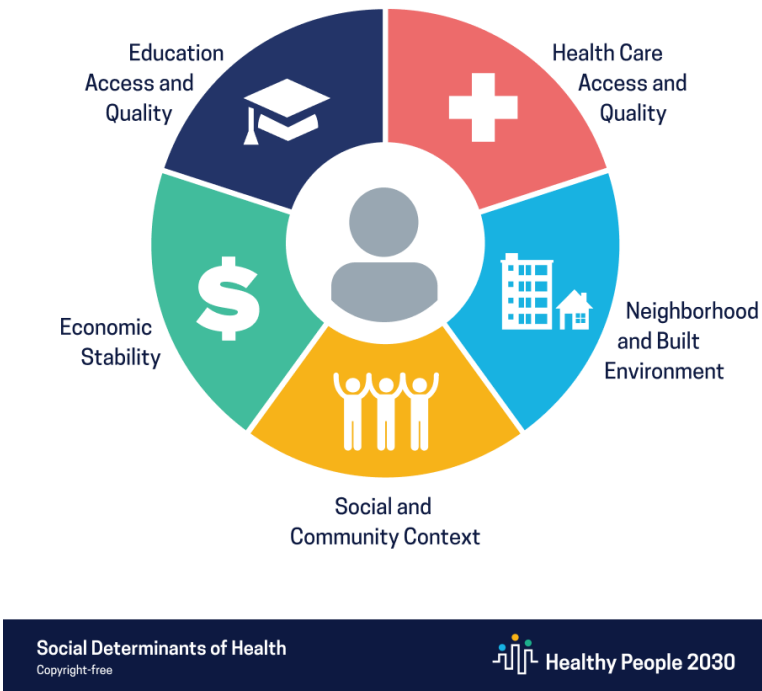 Education
Access and
Quality
Health Care
Access and
Quality
Economic
Stability
Neighborhood
and Built
Environment
Social and
Community Context
Social Determinants of Health
Copyright-free
Healthy People 2030